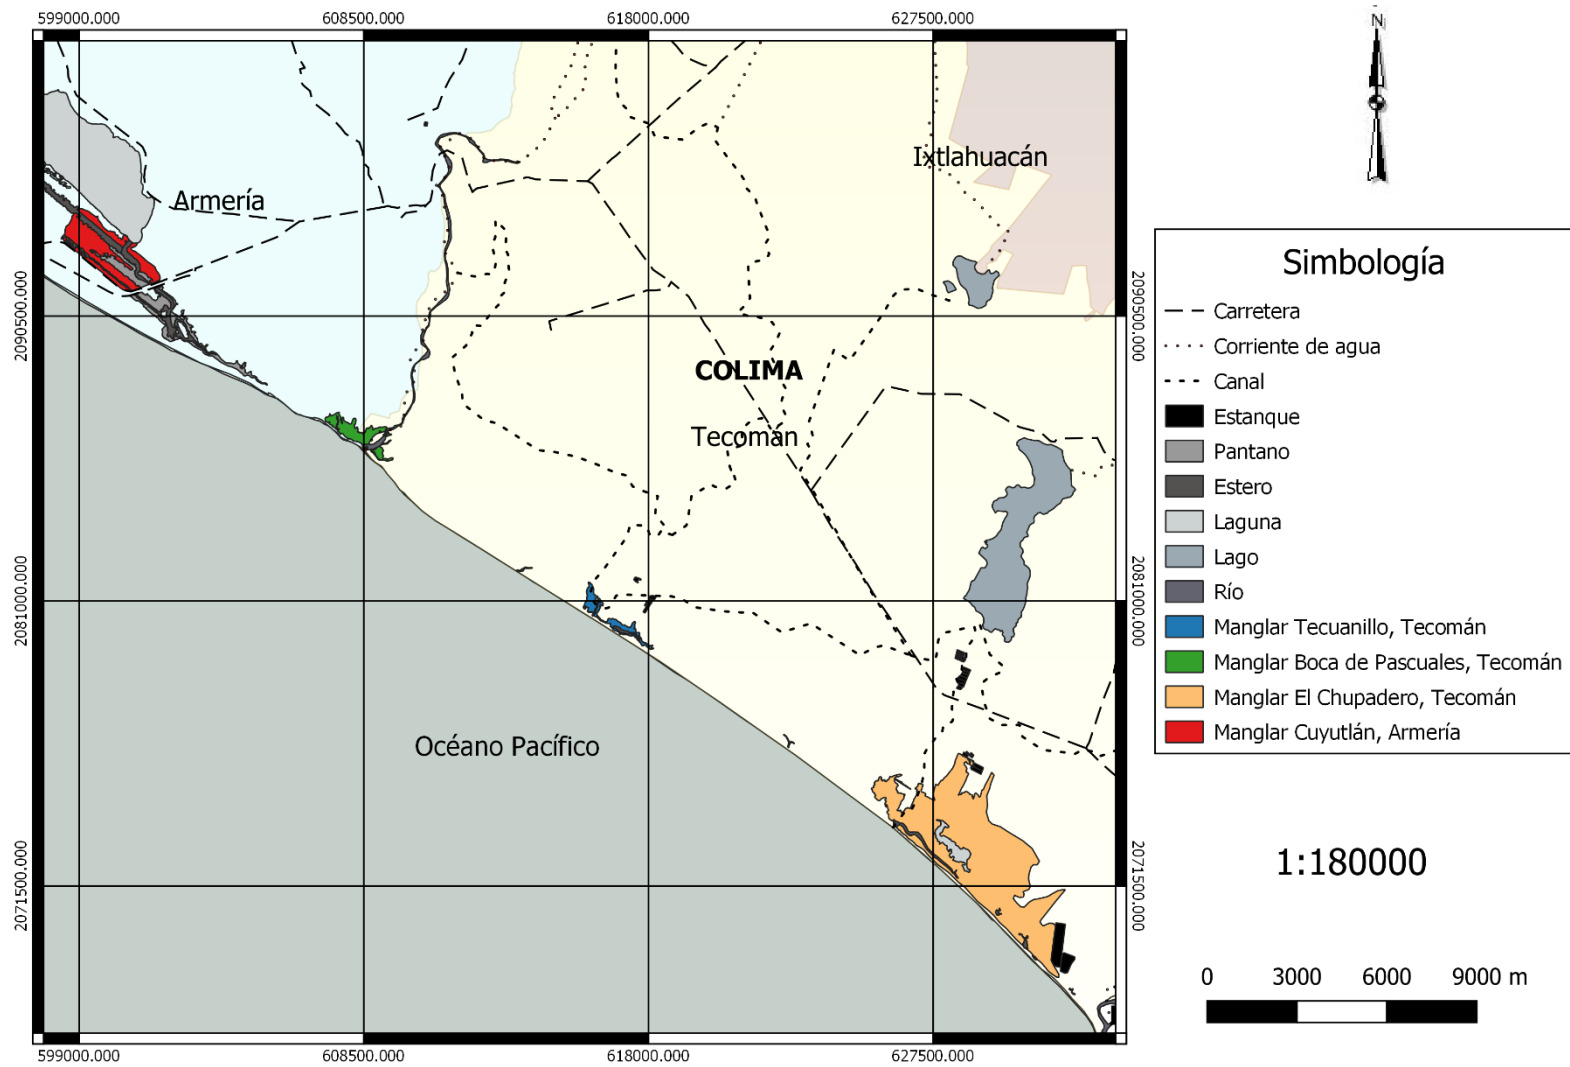 599000.000
608500.000
618000.000
627500.000
N
Ixtlahuacán
Armería
Simbología
2090500.000
2090500.000
Carretera
Corriente de agua
COLIMA
Canal
Estanque
Tecoman
Pantano
Estero
Laguna
Lago
2081000.000
2081000.000
Río
Manglar Tecuanillo, Tecomán
Manglar Boca de Pascuales, Tecomán
Manglar El Chupadero, Tecomán
Manglar Cuyutlán, Armería
Océano Pacífico
1:180000
2071500.000
2071500.000
0 3000 6000 9000 m
599000.000
608500.000
618000.000
627500.000